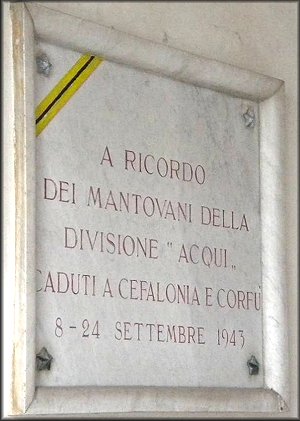 A RICORDO
DEI MANTOVANI DELLA
DIVISIONE "ACQUI„
CADUTI A CEFALONIA E CORFÙ
8-24 SETTEMBRE 1943